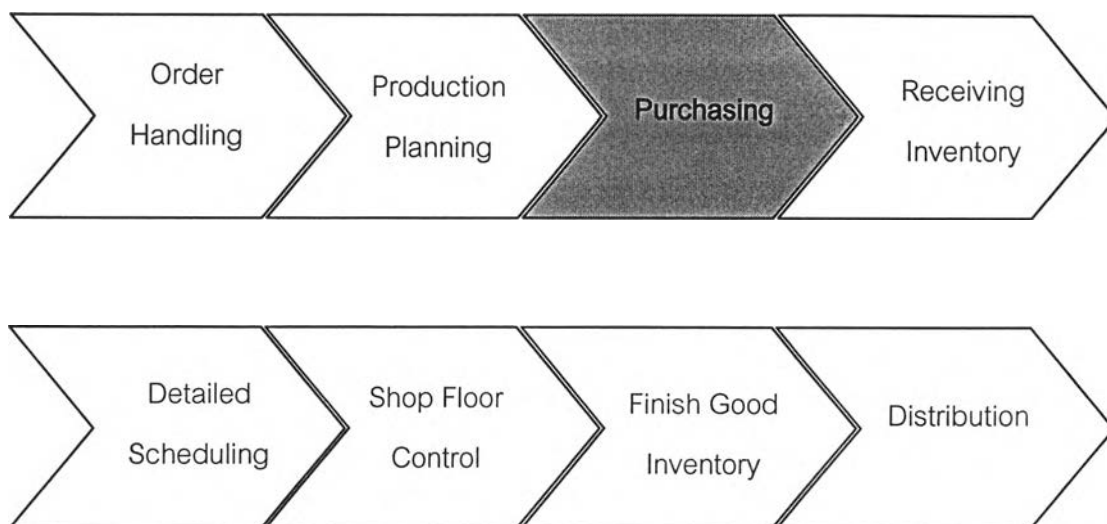 Order
Handling
Production
Planning
Purchasing
Receiving
Inventory
Detailed
Scheduling
Shop Floor
Control
Finish Good
Inventory
Distribution